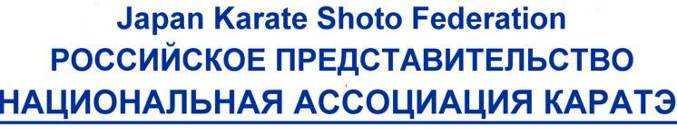 Japan Karate Shoto Federation
РОССИЙСКОЕ ПРЕДСТАВИТЕЛЬСТВО
НАЦИОНАЛЬНАЯ АССОЦИАЦИЯ КАРАТЭ